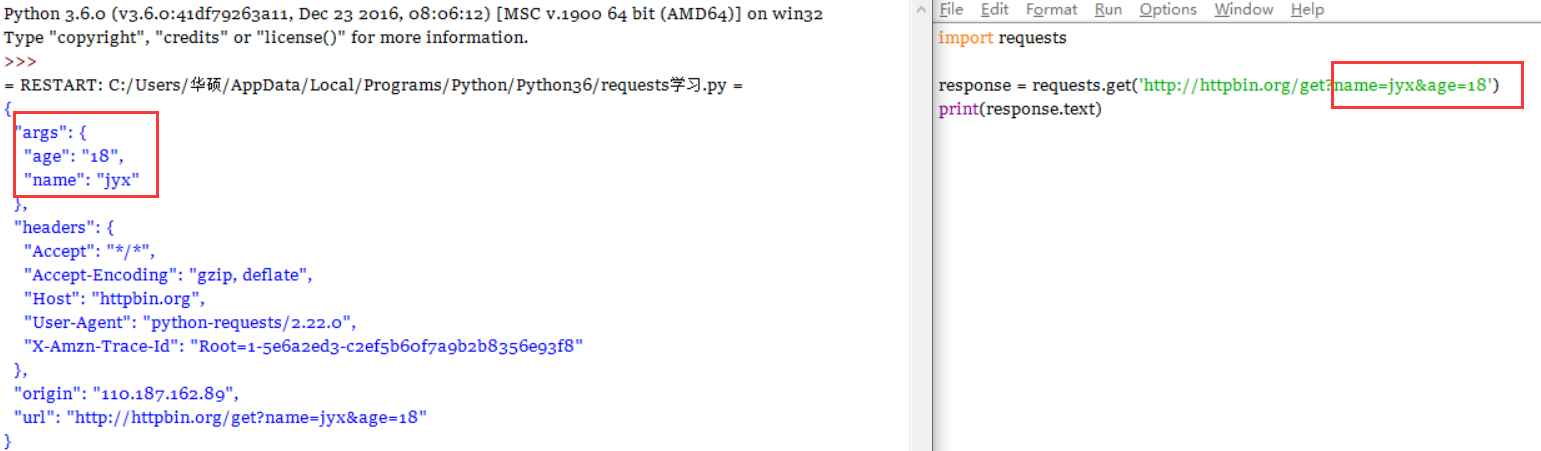 Python 3.6.0 (v3.6.0:41df79263a11, Dec 23 2016, 08:06:12) [MSC v.1900 64 bit (AMD64)] on win32
Type "copyright", "credits" or "license()" for more information.
>>>
= RESTART: C:/Users/华硕/AppData/Local/Programs/Python/Python36/requests学习.py =
{
  "args": {
    "age": "18",
    "name": "jyx"
  },
  "headers": {
    "Accept": "*/*",
    "Accept-Encoding": "gzip, deflate",
    "Host": "httpbin.org",
    "User-Agent": "python-requests/2.22.0",
    "X-Amzn-Trace-Id": "Root=1-5e6a2ed3-c2ef5b60f7a9b2b8356e93f8"
  },
  "origin": "110.187.162.89",
  "url": "http://httpbin.org/get?name=jyx&age=18"
}
File Edit Format Run Options Window Help
import requests
response = requests.get('http://httpbin.org/get?name=jyx&age=18')
print(response.text)